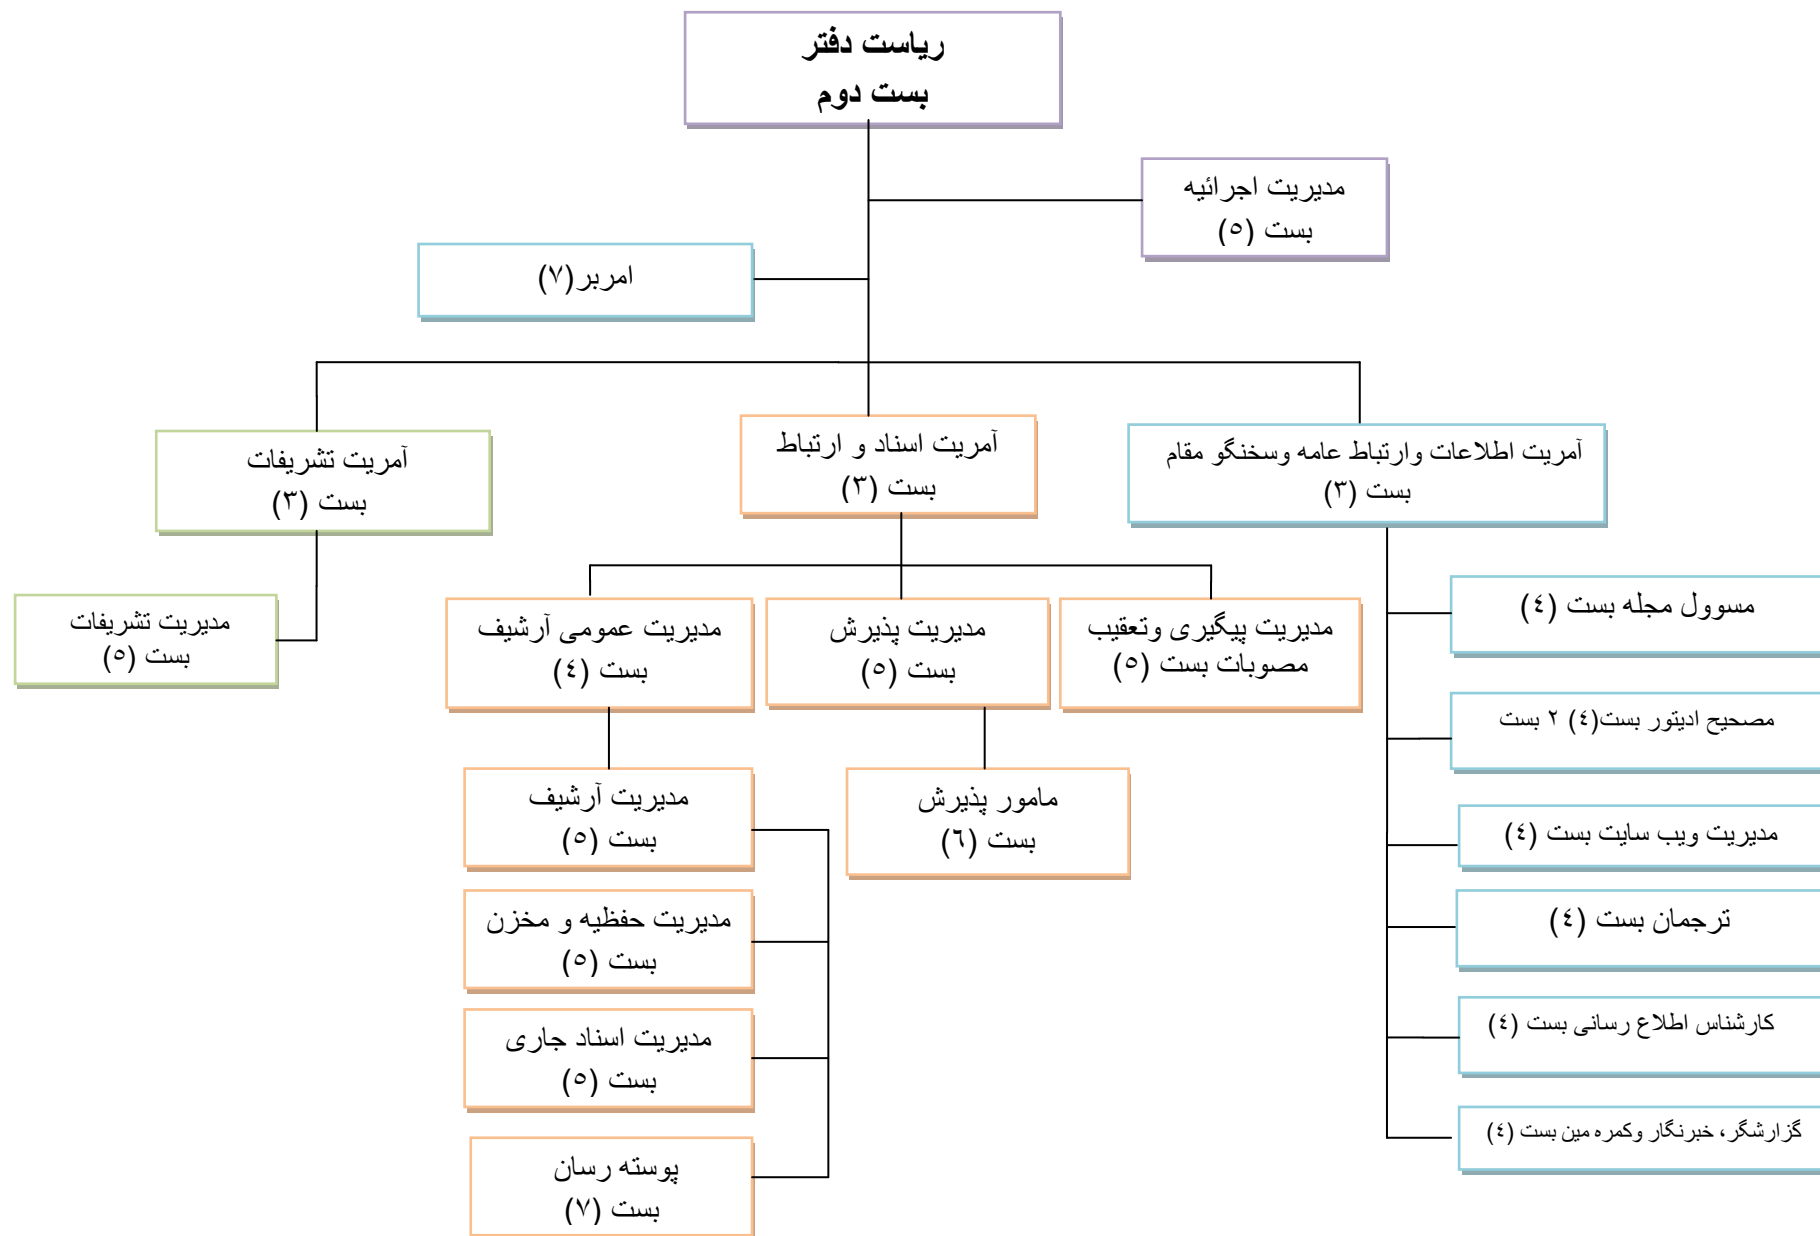 ریاست دفتر
بست دوم
مدیریت اجرائیه
بست (٥)
امربر(٧)
آمریت اطلاعات وارتباط عامه وسخنگو مقام
بست (٣)
آمریت اسناد و ارتباط
بست (٣)
آمریت تشریفات
بست (٣)
مسوول مجله بست (٤)
مصحیح ادیتور بست(٤) ٢ بست
مدیریت ویب سایت بست (٤)
ترجمان بست (٤)
کارشناس اطلاع رسانی بست (٤)
گزارشگر، خبرنگار وکمره مین بست (٤)
مدیریت پیگیری وتعقیب
مصوبات بست (٥)
مدیریت پذیرش
بست (٥)
مامور پذیرش
بست (٦)
مدیریت عمومی آرشیف
بست (٤)
مدیریت آرشیف
بست (٥)
مدیریت حفظیه و مخزن
بست (٥)
مدیریت اسناد جاری
بست (٥)
پوسته رسان
بست (٧)
مدیریت تشریفات
بست (٥)